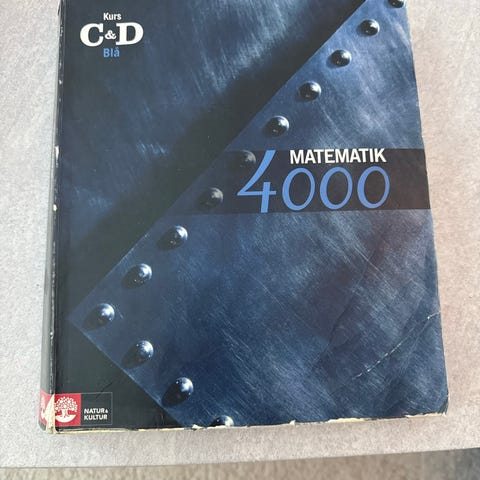 Kurs
C&D
Blå
MATEMATIK
4000
NATUR&
KULTUR